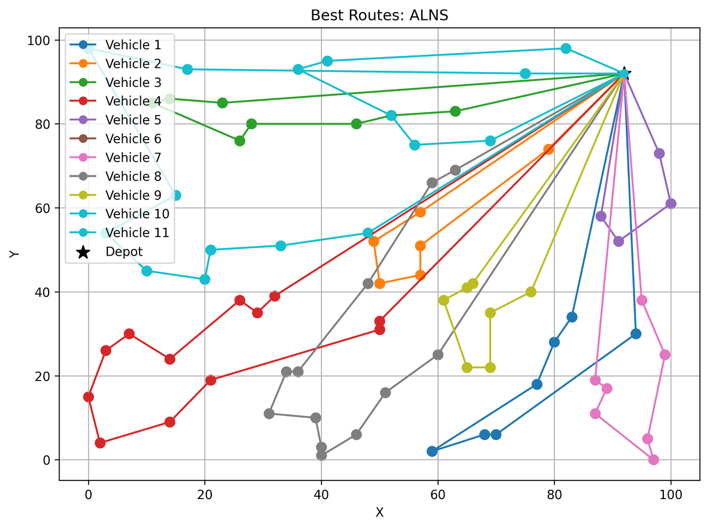 Best Routes: ALNS
100
80
60
40
20
0
Y
Vehicle 1
Vehicle 2
Vehicle 3
Vehicle 4
Vehicle 5
Vehicle 6
Vehicle 7
Vehicle 8
Vehicle 9
Vehicle 10
Vehicle 11
Depot
0 20 40 60 80 100
X